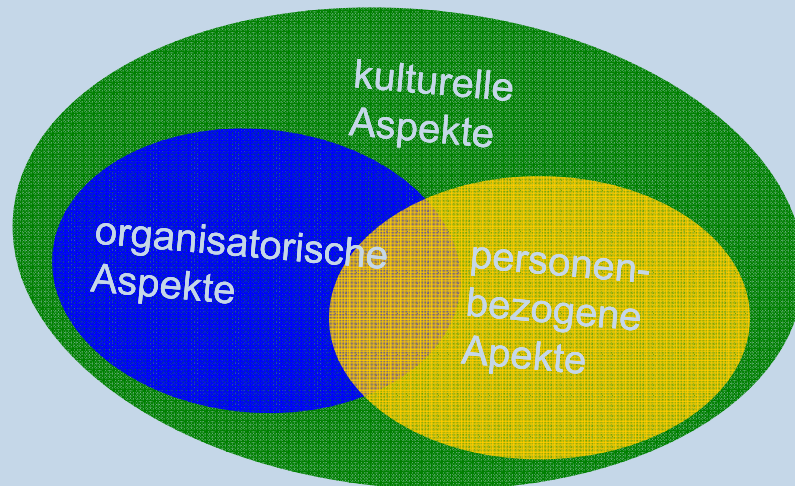 kulturelle
Aspekte
organisatorische
Aspekte
personen-
bezogene
Apekte